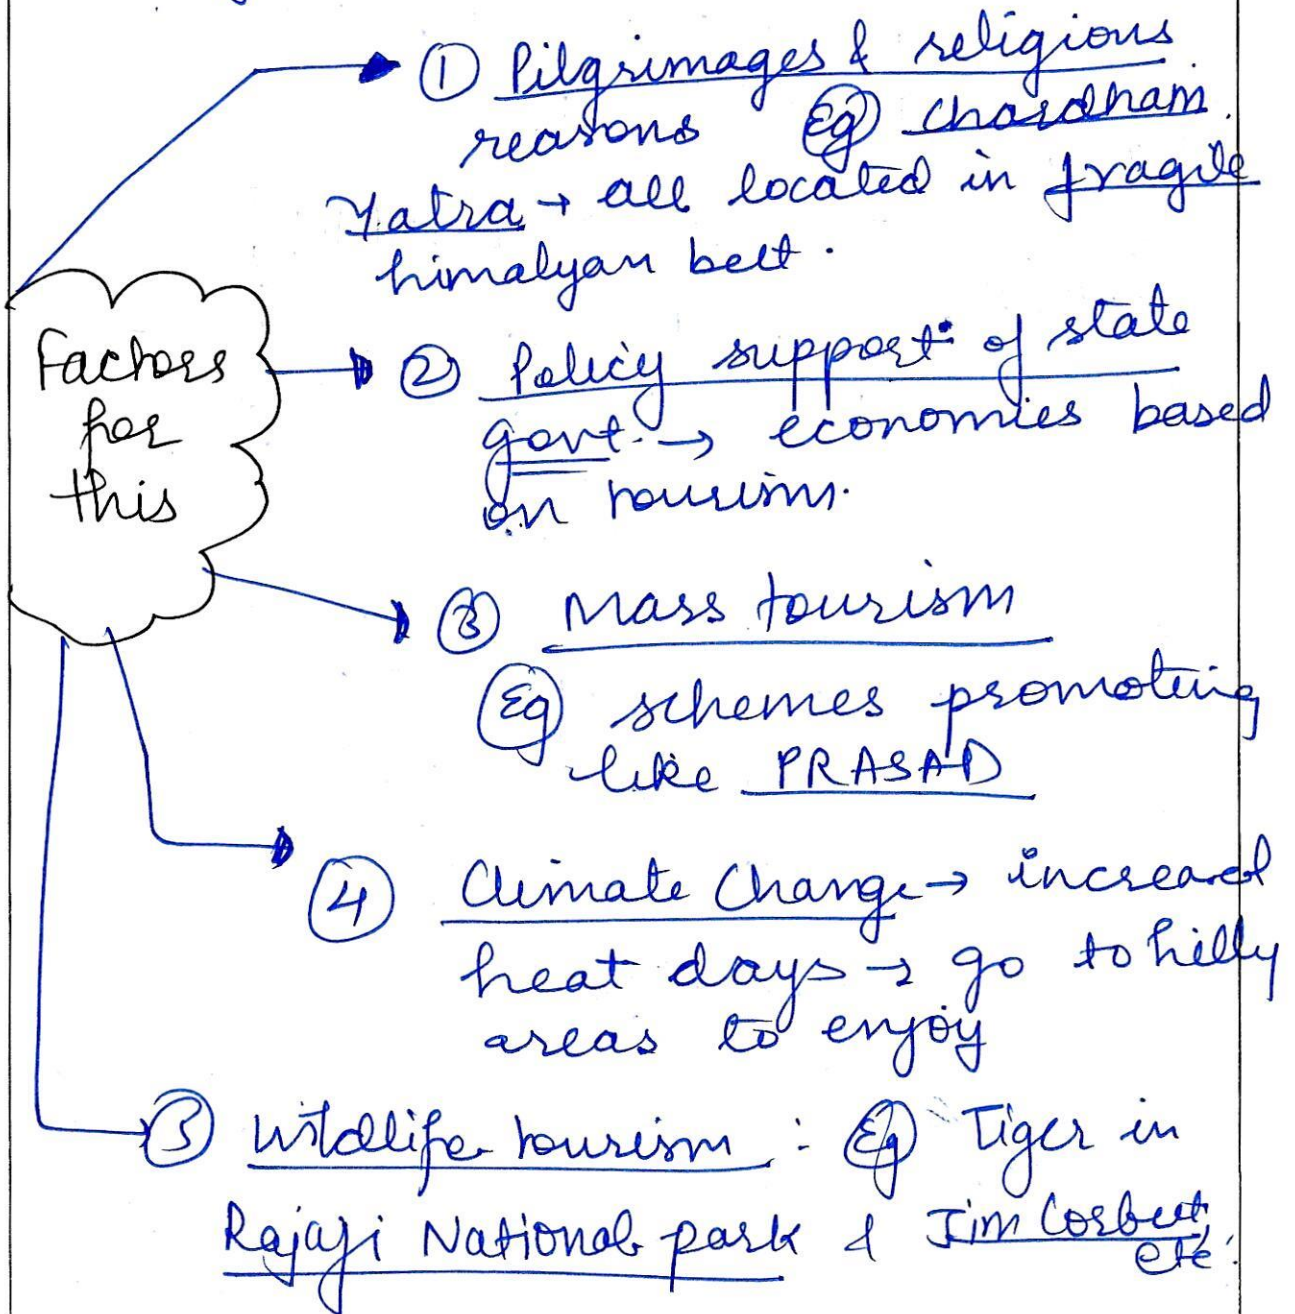 Factors
for
this
① Pilgrimages & religious
reasons Eg Chardham
Yatra → all located in fragile
himalyan belt.
② Policy support of state
govt. → economies based
on tourism.
③ Mass tourism
Eg schemes promoting
like PRASAD
④ Climate Change → increased
heat days → go to hilly
areas to enjoy
⑤ Wildlife tourism : Eg Tiger in
Rajaji National park & Jim Corbett,
etc.